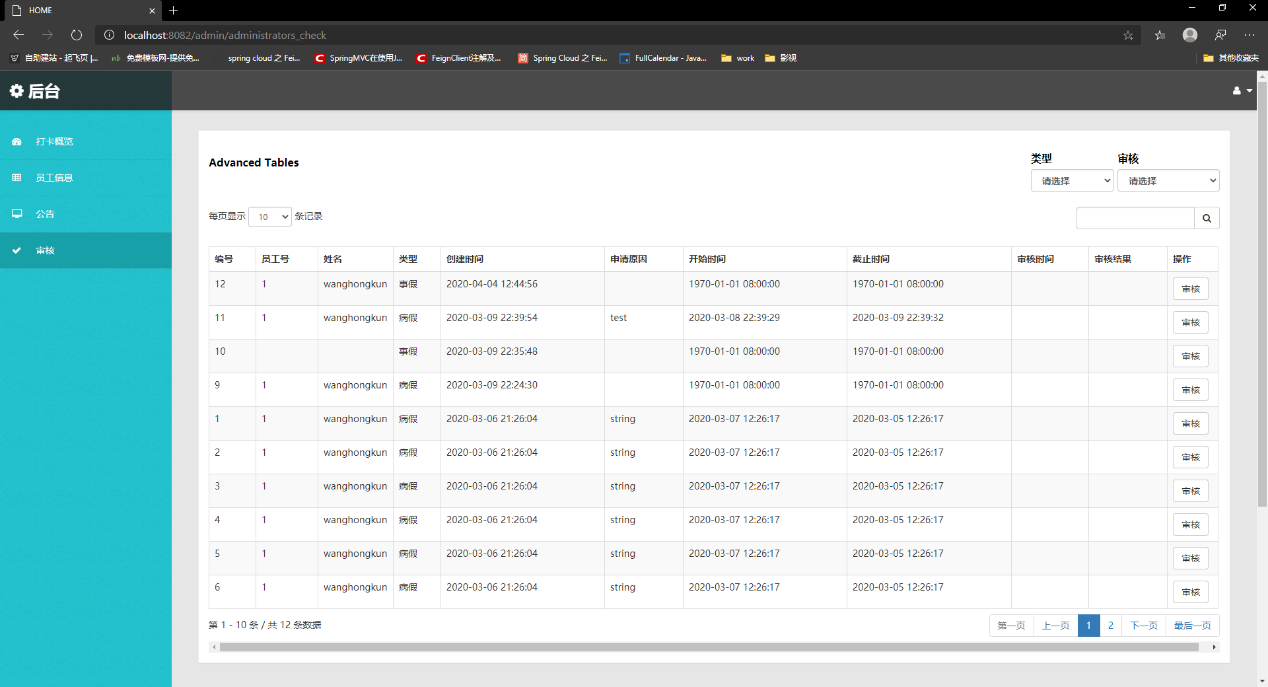 HOME
localhost:8082/admin/administrators_check
自助建站 - 起飞页 |... 免费模板网-提供免... spring cloud 之 Fei... SpringMVC在使用J... FeignClient注解及... Spring Cloud 之 Fei... FullCalendar - Java... work 影视 其他收藏夹
后台
打卡概览
员工信息
公告
审核
Advanced Tables
类型 审核
请选择 请选择
每页显示 10 条记录
编号 员工号 姓名 类型 创建时间 申请原因 开始时间 截止时间 审核时间 审核结果 操作
12 1 wanghongkun 事假 2020-04-04 12:44:56 1970-01-01 08:00:00 1970-01-01 08:00:00 审核
11 1 wanghongkun 病假 2020-03-09 22:39:54 test 2020-03-08 22:39:29 2020-03-09 22:39:32 审核
10 事假 2020-03-09 22:35:48 1970-01-01 08:00:00 1970-01-01 08:00:00 审核
9 1 wanghongkun 病假 2020-03-09 22:24:30 1970-01-01 08:00:00 1970-01-01 08:00:00 审核
1 1 wanghongkun 病假 2020-03-06 21:26:04 string 2020-03-07 12:26:17 2020-03-05 12:26:17 审核
2 1 wanghongkun 病假 2020-03-06 21:26:04 string 2020-03-07 12:26:17 2020-03-05 12:26:17 审核
3 1 wanghongkun 病假 2020-03-06 21:26:04 string 2020-03-07 12:26:17 2020-03-05 12:26:17 审核
4 1 wanghongkun 病假 2020-03-06 21:26:04 string 2020-03-07 12:26:17 2020-03-05 12:26:17 审核
5 1 wanghongkun 病假 2020-03-06 21:26:04 string 2020-03-07 12:26:17 2020-03-05 12:26:17 审核
6 1 wanghongkun 病假 2020-03-06 21:26:04 string 2020-03-07 12:26:17 2020-03-05 12:26:17 审核
第 1 - 10 条 / 共 12 条数据 第一页 上一页 1 2 下一页 最后一页